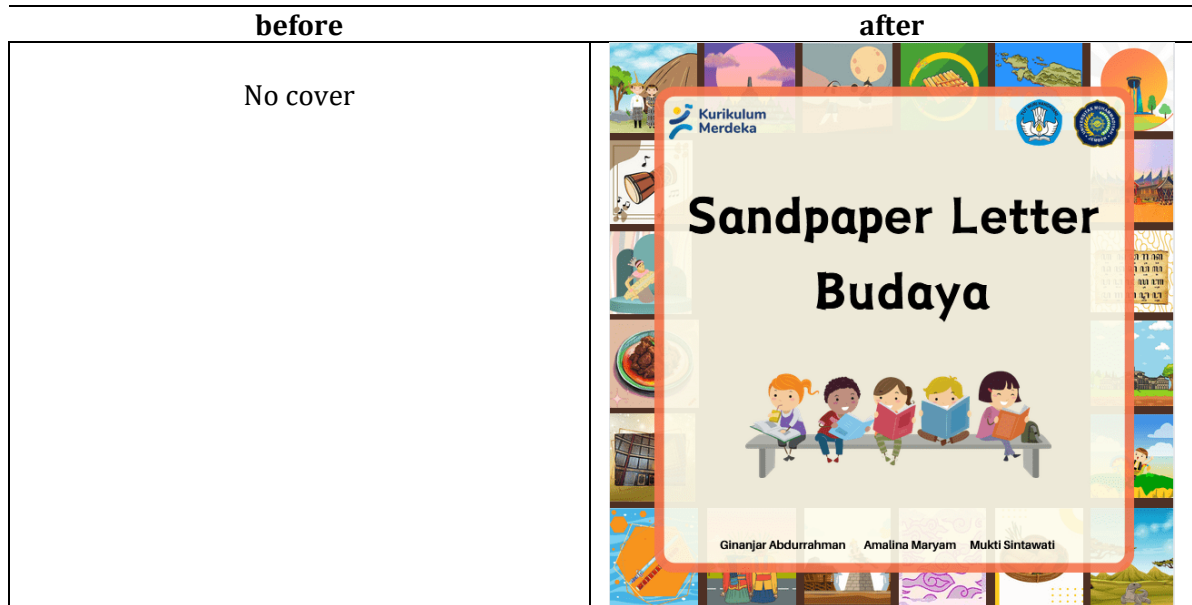 before
after
No cover
Kurikulum
Merdeka
Sandpaper Letter
Budaya
Ginanjar Abdurrahman Amalina Maryam Mukti Sintawati